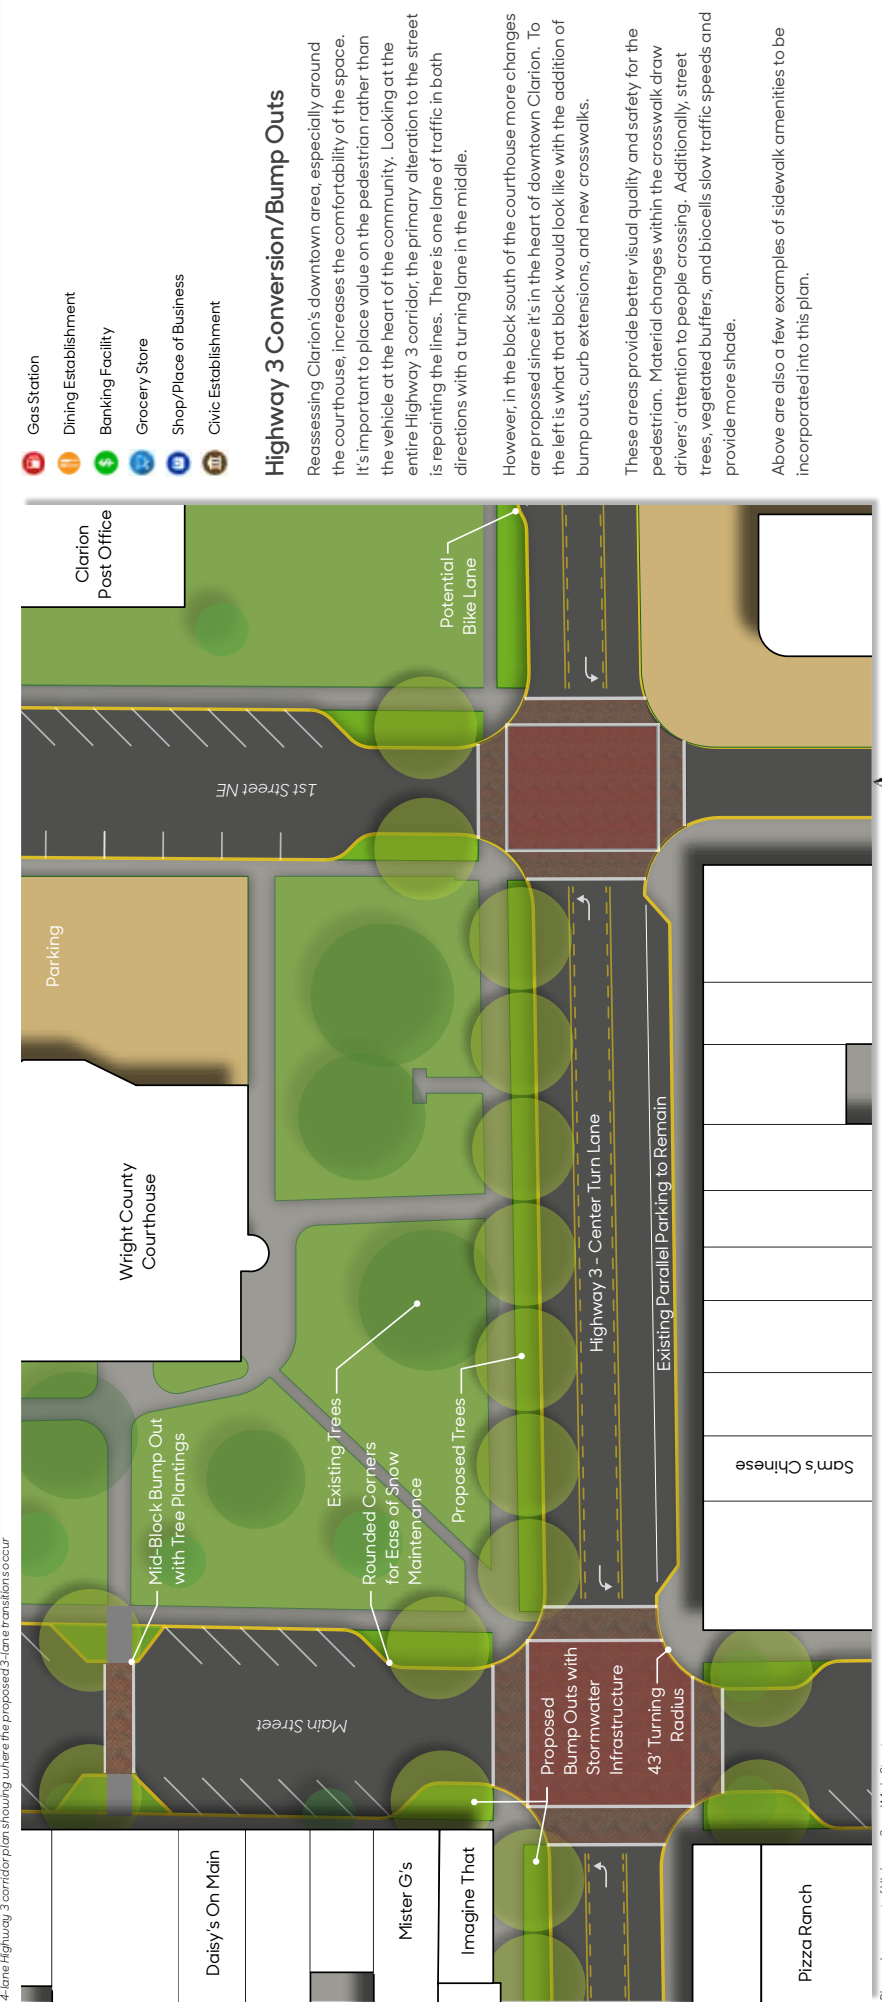 4-lane Highway 3 corridor plan showing where the proposed 3-lane transitions occur
Gas Station
Dining Establishment
Banking Facility
Grocery Store
Shop/Place of Business
Civic Establishment
Highway 3 Conversion/Bump Outs
Reassessing Clarion's downtown area, especially around
the courthouse, increases the comfortability of the space.
It's important to place value on the pedestrian rather than
the vehicle at the heart of the community. Looking at the
entire Highway 3 corridor, the primary alteration to the street
is repainting the lines. There is one lane of traffic in both
directions with a turning lane in the middle.
However, in the block south of the courthouse more changes
are proposed since it's in the heart of downtown Clarion. To
the left is what that block would look like with the addition of
bump outs, curb extensions, and new crosswalks.
These areas provide better visual quality and safety for the
pedestrian. Material changes within the crosswalk draw
drivers' attention to people crossing. Additionally, street
trees, vegetated buffers, and biocells slow traffic speeds and
provide more shade.
Above are also a few examples of sidewalk amenities to be
incorporated into this plan.
Daisy's On Main
Mister G's
Imagine That
Pizza Ranch
Main Street
Mid-Block Bump Out
with Tree Plantings
Rounded Corners
for Ease of Snow
Maintenance
Existing Trees
Proposed Trees
Proposed
Bump Outs with
Stormwater
Infrastructure
43' Turning
Radius
Wright County
Courthouse
Parking
Highway 3 - Center Turn Lane
Existing Parallel Parking to Remain
Sam's Chinese
1st Street NE
Clarion
Post Office
Potential
Bike Lane